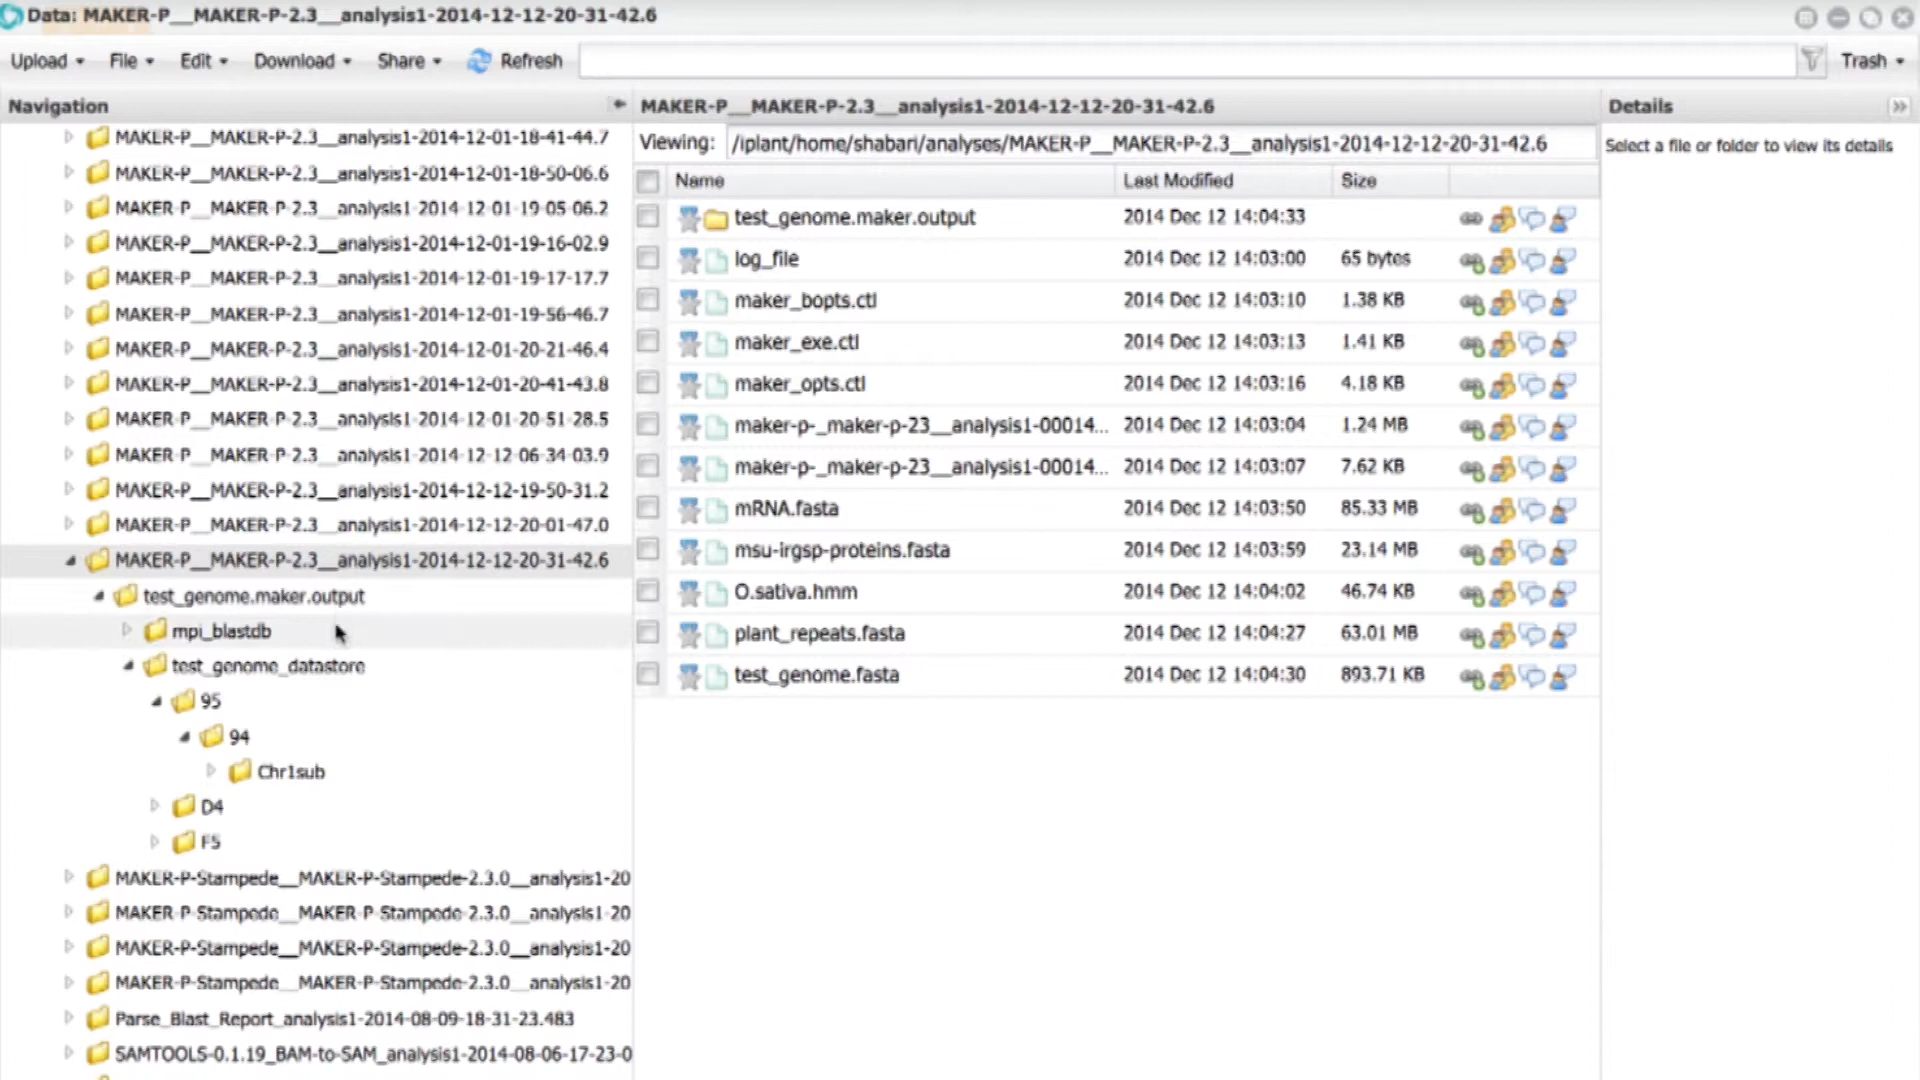 Data: MAKER-P__MAKER-P-2.3__analysis1-2014-12-12-20-31-42.6
Upload File Edit Download Share Refresh Trash
Navigation
MAKER-P__MAKER-P-2.3__analysis1-2014-12-01-18-41-44.7
MAKER-P__MAKER-P-2.3__analysis1-2014-12-01-18-50-06.6
MAKER-P__MAKER-P-2.3__analysis1-2014-12-01-19-05-06.2
MAKER-P__MAKER-P-2.3__analysis1-2014-12-01-19-16-02.9
MAKER-P__MAKER-P-2.3__analysis1-2014-12-01-19-17-17.7
MAKER-P__MAKER-P-2.3__analysis1-2014-12-01-19-56-46.7
MAKER-P__MAKER-P-2.3__analysis1-2014-12-01-20-21-46.4
MAKER-P__MAKER-P-2.3__analysis1-2014-12-01-20-41-43.8
MAKER-P__MAKER-P-2.3__analysis1-2014-12-01-20-51-28.5
MAKER-P__MAKER-P-2.3__analysis1-2014-12-12-06-34-03.9
MAKER-P__MAKER-P-2.3__analysis1-2014-12-12-19-50-31.2
MAKER-P__MAKER-P-2.3__analysis1-2014-12-12-20-01-47.0
MAKER-P__MAKER-P-2.3__analysis1-2014-12-12-20-31-42.6
test_genome.maker.output
mpi_blastdb
test_genome_datastore
95
94
Chr1sub
D4
F5
MAKER-P-Stampede__MAKER-P-Stampede-2.3.0__analysis1-20
MAKER-P-Stampede__MAKER-P-Stampede-2.3.0__analysis1-20
MAKER-P-Stampede__MAKER-P-Stampede-2.3.0__analysis1-20
MAKER-P-Stampede__MAKER-P-Stampede-2.3.0__analysis1-20
Parse_Blast_Report_analysis1-2014-08-09-18-31-23.483
SAMTOOLS-0.1.19_BAM-to-SAM_analysis1-2014-08-06-17-23-0
MAKER-P__MAKER-P-2.3__analysis1-2014-12-12-20-31-42.6
Viewing: /iplant/home/shabari/analyses/MAKER-P__MAKER-P-2.3__analysis1-2014-12-12-20-31-42.6
Name Last Modified Size
test_genome.maker.output 2014 Dec 12 14:04:33
log_file 2014 Dec 12 14:03:00 65 bytes
maker_bopts.ctl 2014 Dec 12 14:03:10 1.38 KB
maker_exe.ctl 2014 Dec 12 14:03:13 1.41 KB
maker_opts.ctl 2014 Dec 12 14:03:16 4.18 KB
maker-p-_maker-p-23__analysis1-00014... 2014 Dec 12 14:03:04 1.24 MB
maker-p-_maker-p-23__analysis1-00014... 2014 Dec 12 14:03:07 7.62 KB
mRNA.fasta 2014 Dec 12 14:03:50 85.33 MB
msu-irgsp-proteins.fasta 2014 Dec 12 14:03:59 23.14 MB
O.sativa.hmm 2014 Dec 12 14:04:02 46.74 KB
plant_repeats.fasta 2014 Dec 12 14:04:27 63.01 MB
test_genome.fasta 2014 Dec 12 14:04:30 893.71 KB
Details
Select a file or folder to view its details